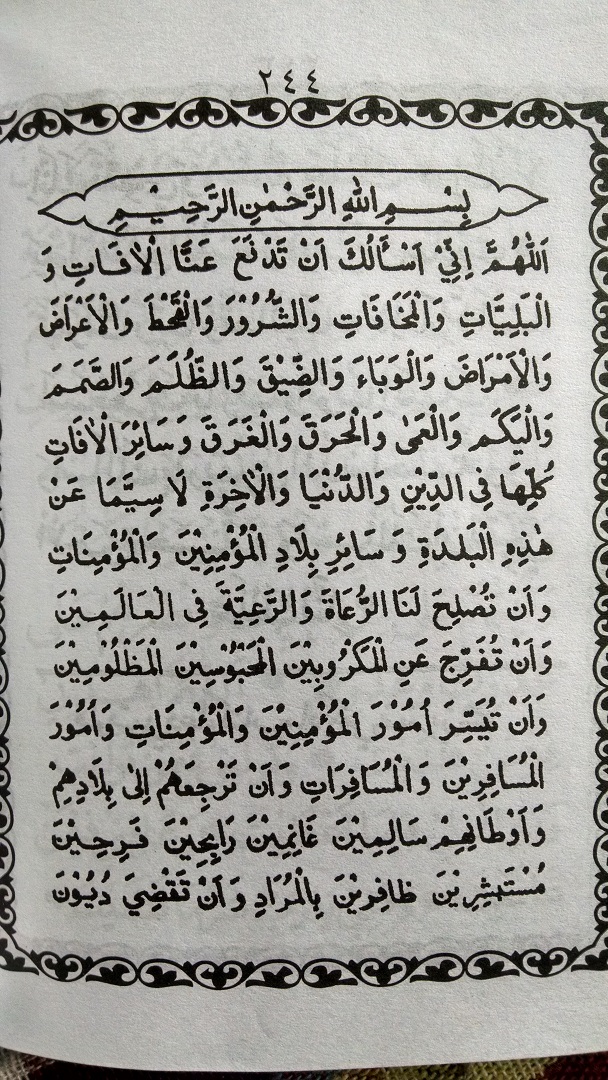 ٢٤٤
بِسْمِ اللهِ الرَّحْمٰنِ الرَّحِيْمِ
اَللّٰهُمَّ اِنِّيْ اَسْأَلُكَ اَنْ تَدْفَعَ عَنَّا الْاٰفَاتِ وَ
الْبَلِيَّاتِ وَالْمَخَافَاتِ وَالشُّرُوْرَ وَالْقَحْطَ وَالْاَعْرَاضَ
وَالْاَمْرَاضَ وَالْوَبَاءَ وَالضِّيْقَ وَالظُّلَمَ وَالصَّمَمَ
وَالْبَكَمَ وَالْعَمٰى وَالْحَرَقَ وَالْغَرَقَ وَسَائِرَ الْاٰفَاتِ
كُلِّهَا فِى الدِّيْنِ وَالدُّنْيَا وَالْاٰخِرَةِ لَا سِيَّمَا عَنْ
هٰذِهِ الْبَلْدَةِ وَسَائِرِ بِلَادِ الْمُؤْمِنِيْنَ وَالْمُؤْمِنَاتِ
وَاَنْ تُصْلِحَ لَنَا الرُّعَاةَ وَالرَّعِيَّةَ فِى الْعَالَمِيْنَ
وَاَنْ تُفَرِّجَ عَنِ الْمَكْرُوبِيْنَ الْمَحْبُوْسِيْنَ الْمَظْلُوْمِيْنَ
وَاَنْ تُيَسِّرَ اُمُوْرَ الْمُؤْمِنِيْنَ وَالْمُؤْمِنَاتِ وَاُمُوْرَ
الْمُسَافِرِيْنَ وَالْمُسَافِرَاتِ وَاَنْ تَرْجِعَهُمْ اِلٰى بِلَادِهِمْ
وَاَوْطَانِهِمْ سَالِمِيْنَ غَانِمِيْنَ رَابِحِيْنَ فَرِحِيْنَ
مُسْتَبْشِرِيْنَ ظَافِرِيْنَ بِالْمُرَادِ وَاَنْ تَقْضِيَ دُيُوْنَ